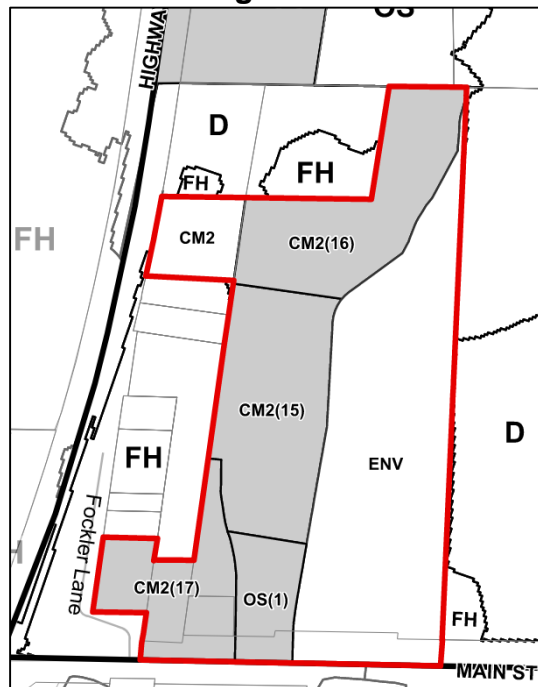 OS
HIGHWAY
D
FH
FH
FH
CM2
CM2(16)
CM2(15)
D
ENV
FH
Fockler Lane
CM2(17)
OS(1)
FH
MAIN ST